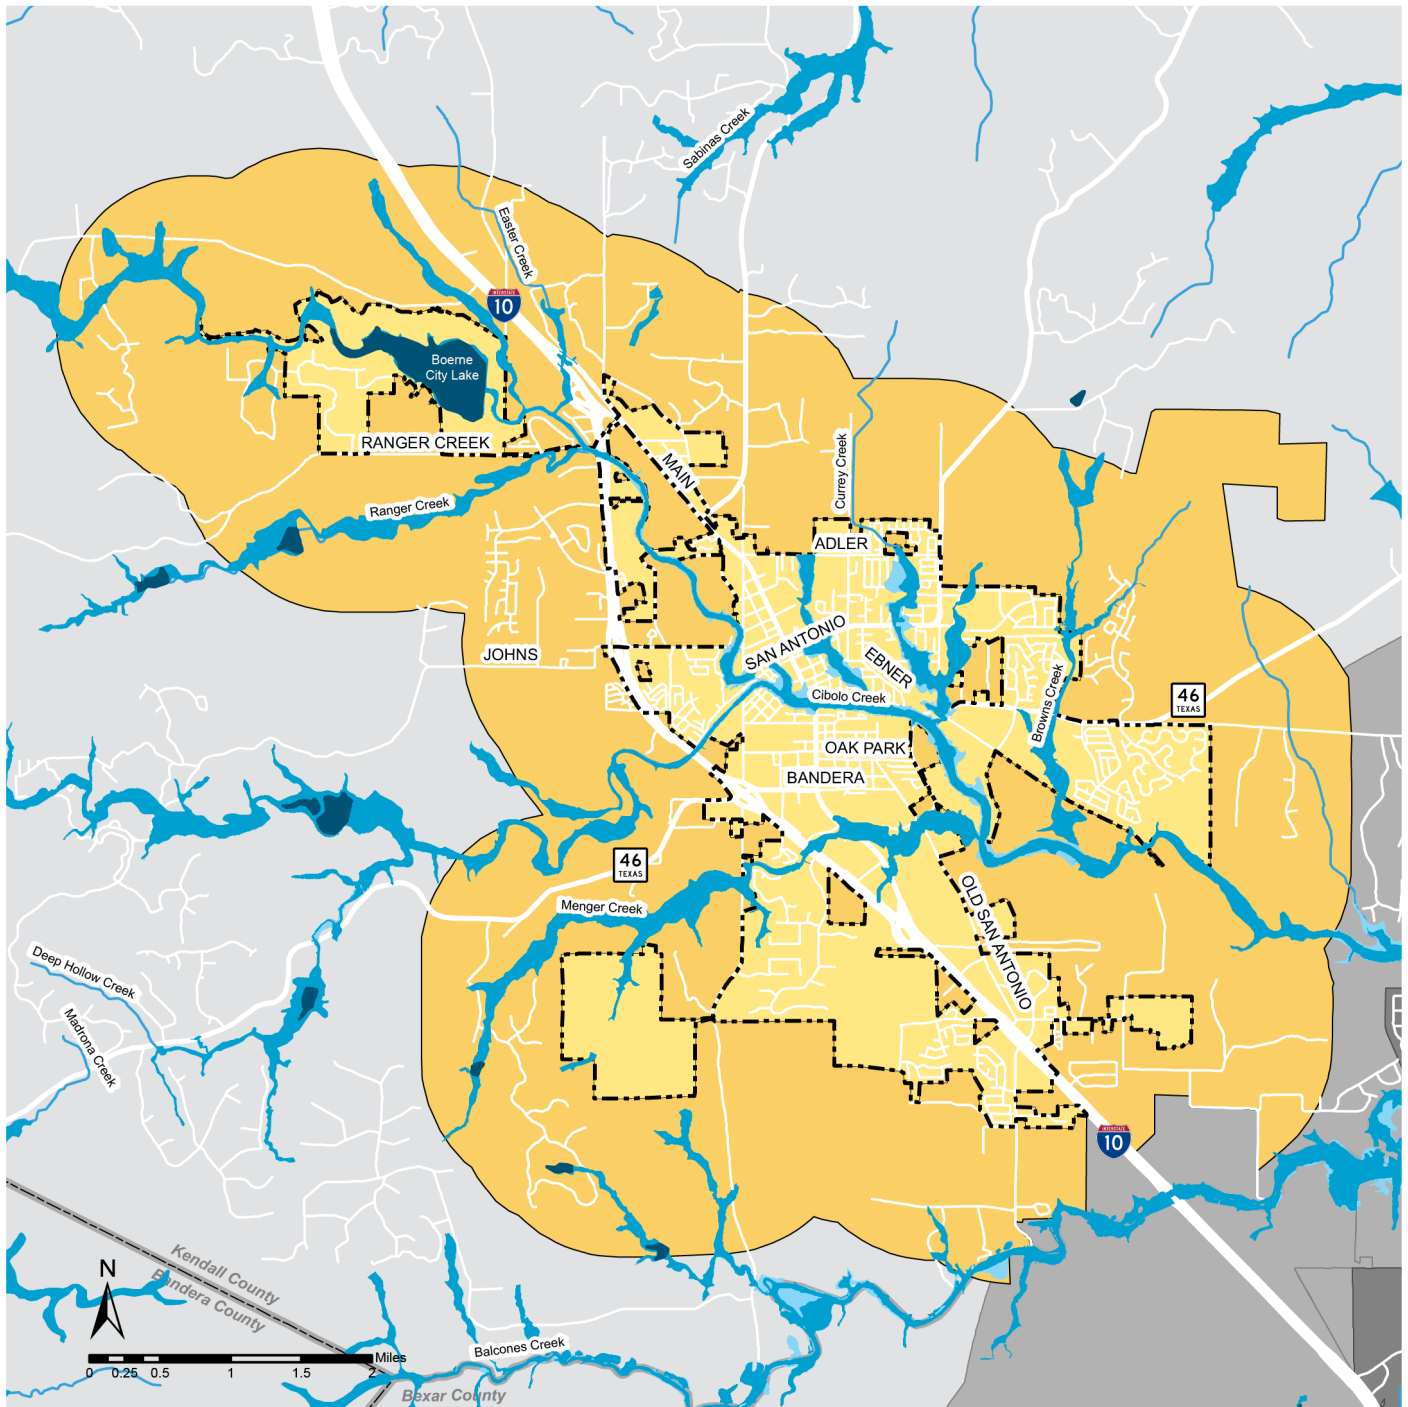 Sabinas Creek
Easter Creek
INTERSTATE
10
Boerne
City Lake
RANGER CREEK
MAIN
Currey Creek
Ranger Creek
ADLER
JOHNS
SAN ANTONIO
EBNER
Cibolo Creek
Browns Creek
46
TEXAS
OAK PARK
BANDERA
46
TEXAS
Menger Creek
OLD SAN ANTONIO
Deep Hollow Creek
Madrona Creek
INTERSTATE
10
Kendall County
Bandera County
N
Miles
0 0.25 0.5 1 1.5 2
Balcones Creek
Bexar County